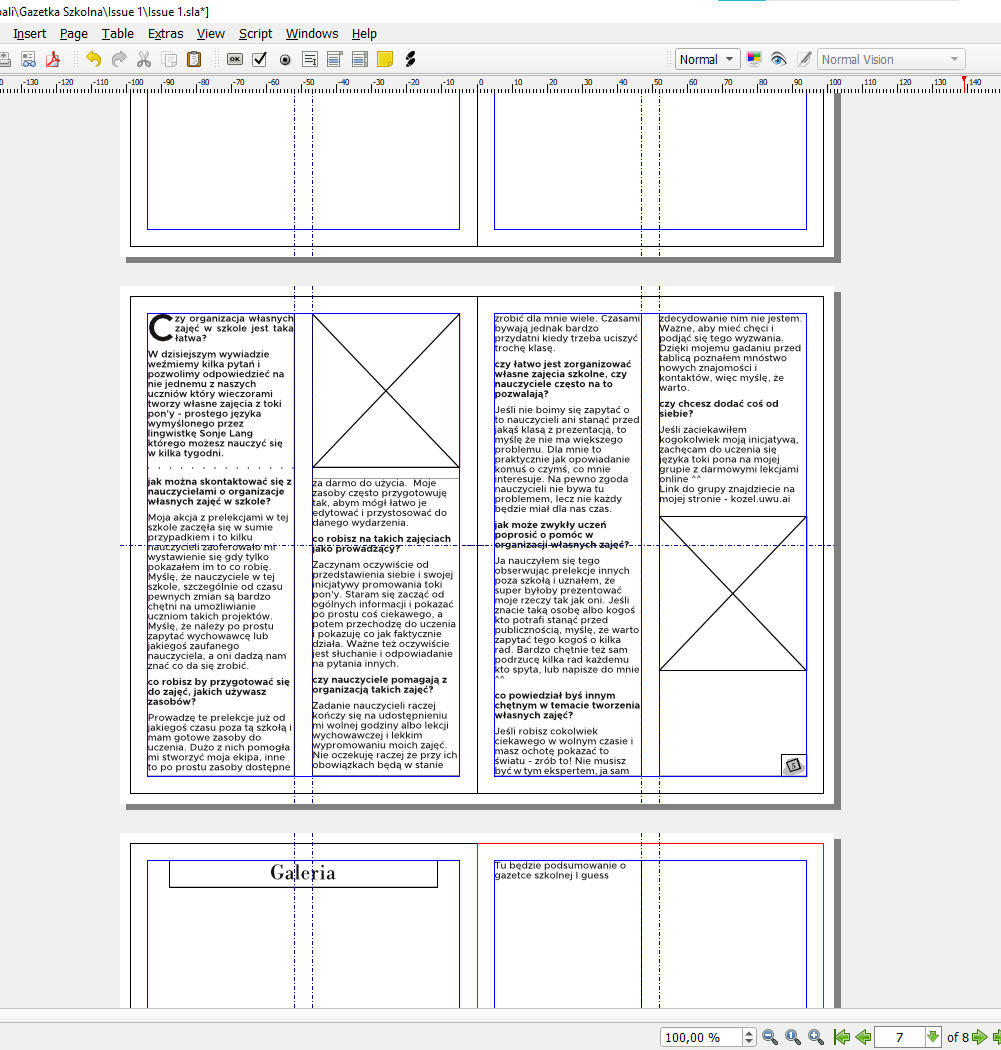 pali\Gazetka Szkolna\Issue 1\Issue 1.sla*]
Insert Page Table Extras View Script Windows Help
OK
Normal
Normal Vision
-130 -120 -110 -100 -90 -80 -70 -60 -50 -40 -30 -20 -10 0 10 20 30 40 50 60 70 80 90 100 110 120 130 140
Czy organizacja własnych
zajęć w szkole jest taka
łatwa?
W dzisiejszym wywiadzie
weźmiemy kilka pytań i
pozwolimy odpowiedzieć na
nie jednemu z naszych
uczniów który wieczorami
tworzy własne zajęcia z toki
pon'y - prostego języka
wymyślonego przez
lingwistkę Sonje Lang
którego możesz nauczyć się
w kilka tygodni.
jak można skontaktować się z
nauczycielami o organizacje
własnych zajęć w szkole?
Moja akcja z prelekcjami w tej
szkole zaczęła się w sumie
przypadkiem i to kilku
nauczycieli zaoferowało mi
wystawienie się gdy tylko
pokazałem im to co robię.
Myślę, że nauczyciele w tej
szkole, szczególnie od czasu
pewnych zmian są bardzo
chętni na umożliwianie
uczniom takich projektów.
Myślę, że należy po prostu
zapytać wychowawcę lub
jakiegoś zaufanego
nauczyciela, a oni dadzą nam
znać co da się zrobić.
co robisz by przygotować się
do zajęć, jakich używasz
zasobów?
Prowadzę te prelekcje już od
jakiegoś czasu poza tą szkołą i
mam gotowe zasoby do
uczenia. Dużo z nich pomogła
mi stworzyć moja ekipa, inne
to po prostu zasoby dostępne
za darmo do użycia. Moje
zasoby często przygotowuję
tak, abym mógł łatwo je
edytować i przystosować do
danego wydarzenia.
co robisz na takich zajęciach
jako prowadzący?
Zaczynam oczywiście od
przedstawienia siebie i swojej
inicjatywy promowania toki
pon'y. Staram się zacząć od
ogólnych informacji i pokazać
po prostu coś ciekawego, a
potem przechodzę do uczenia
i pokazuję co jak faktycznie
działa. Ważne też oczywiście
jest słuchanie i odpowiadanie
na pytania innych.
czy nauczyciele pomagają z
organizacją takich zajęć?
Zadanie nauczycieli raczej
kończy się na udostępnieniu
mi wolnej godziny albo lekcji
wychowawczej i lekkim
wypromowaniu moich zajęć.
Nie oczekuję raczej że przy ich
obowiązkach będą w stanie
zrobić dla mnie wiele. Czasami
bywają jednak bardzo
przydatni kiedy trzeba uciszyć
trochę klasę.
czy łatwo jest zorganizować
własne zajęcia szkolne, czy
nauczyciele często na to
pozwalają?
Jeśli nie boimy się zapytać o
to nauczycieli ani stanąć przed
jakąś klasą z prezentacją, to
myślę że nie ma większego
problemu. Dla mnie to
praktycznie jak opowiadanie
komuś o czymś, co mnie
interesuje. Na pewno zgoda
nauczycieli nie bywa tu
problemem, lecz nie każdy
będzie miał dla nas czas.
jak może zwykły uczeń
poprosić o pomóc w
organizacji własnych zajęć?
Ja nauczyłem się tego
obserwując prelekcje innych
poza szkołą i uznałem, że
super byłoby prezentować
moje rzeczy tak jak oni. Jeśli
znacie taką osobę albo kogoś
kto potrafi stanąć przed
publicznością, myślę, że warto
zapytać tego kogoś o kilka
rad. Bardzo chętnie też sam
podrzucę kilka rad każdemu
kto spyta, lub napisze do mnie
^^
co powiedział byś innym
chętnym w temacie tworzenia
własnych zajęć?
Jeśli robisz cokolwiek
ciekawego w wolnym czasie i
masz ochotę pokazać to
światu - zrób to! Nie musisz
być w tym ekspertem, ja sam
zdecydowanie nim nie jestem.
Ważne, aby mieć chęci i
podjąć się tego wyzwania.
Dzięki mojemu gadaniu przed
tablicą poznałem mnóstwo
nowych znajomości i
kontaktów, więc myślę, że
warto.
czy chcesz dodać coś od
siebie?
Jeśli zaciekawiłem
kogokolwiek moją inicjatywą,
zachęcam do uczenia się
języka toki pona na mojej
grupie z darmowymi lekcjami
online ^^
Link do grupy znajdziecie na
mojej stronie - kozel.uwu.ai
5
Galeria
Tu będzie podsumowanie o
gazetce szkolnej I guess
100,00 %
7
of 8